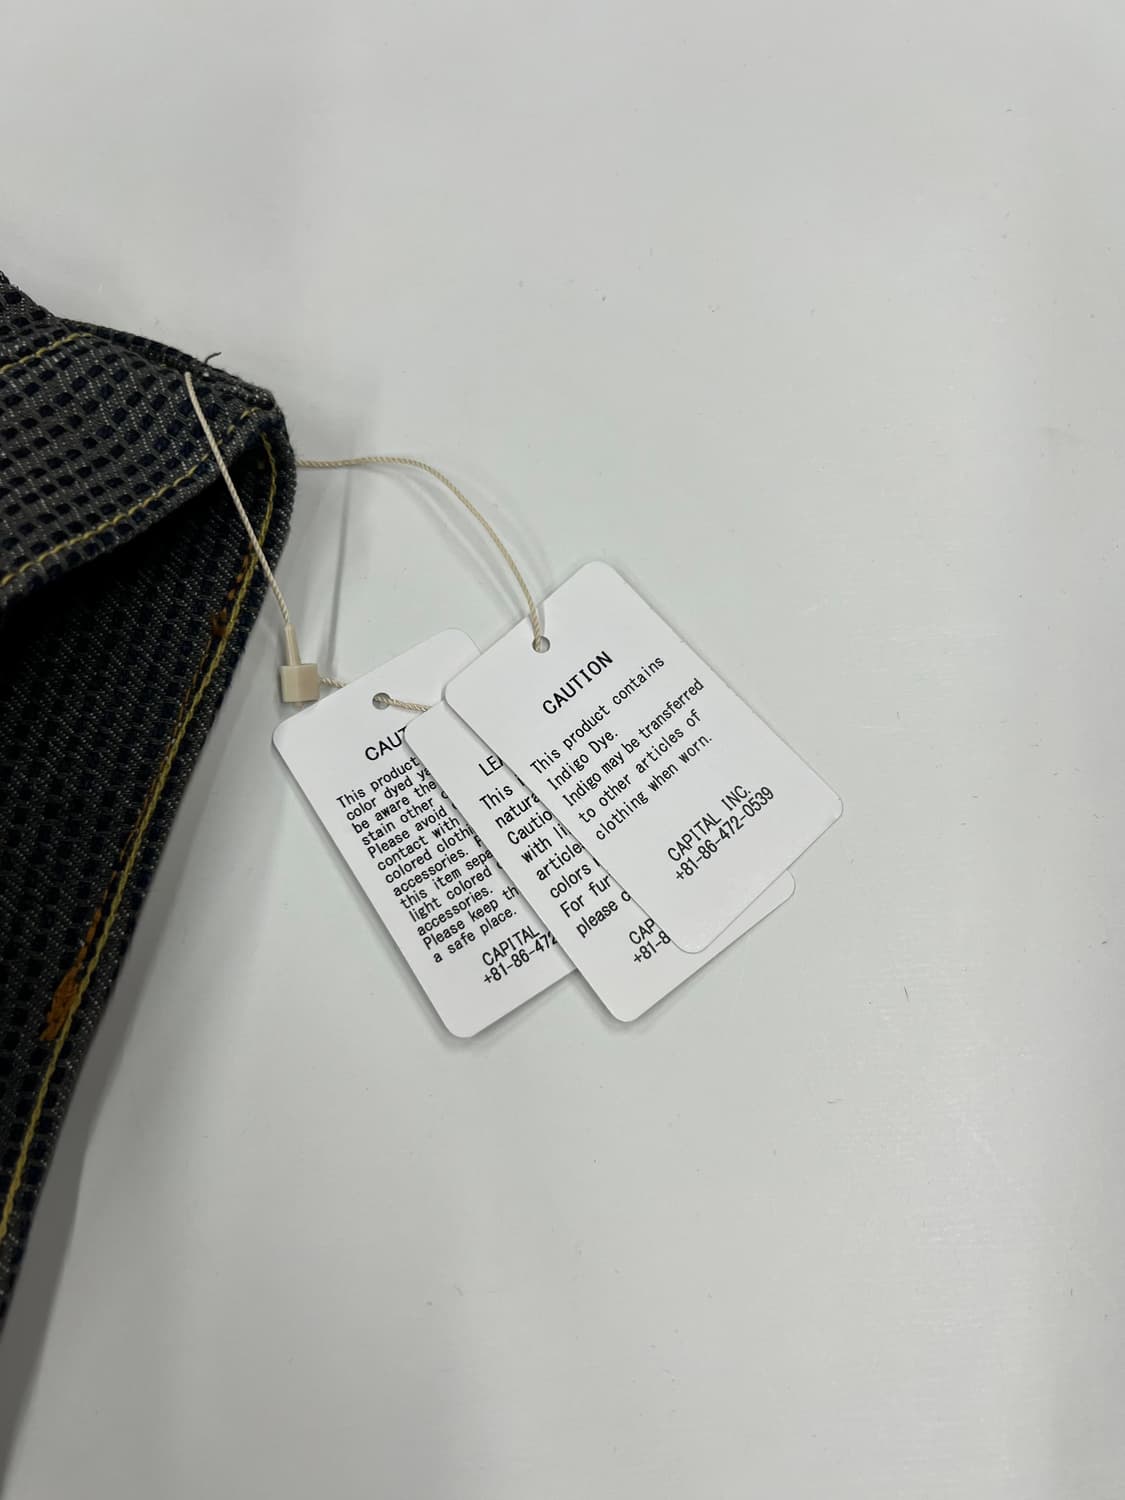 CAUT
This product
color dyed ya
be aware the
stain other c
Please avoid
contact with
colored clothi
accessories.
this item sepa
light colored
accessories.
Please keep th
a safe place.
CAPITAL
+81-86-472
LEA
This
natura
Cautio
with li
article
colors
For fur
please c
CAP
+81-8
CAUTION
This product contains
Indigo Dye.
Indigo may be transferred
to other articles of
clothing when worn.
CAPITAL INC.
+81-86-472-0539